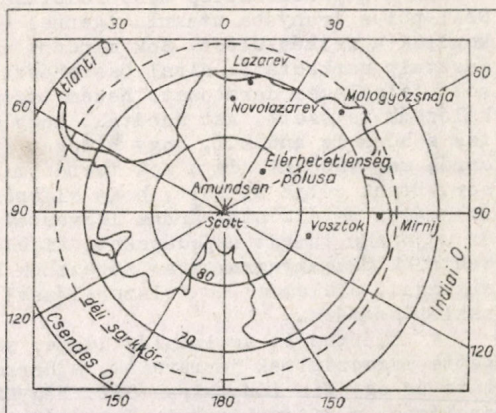 30
0
30
Atlanti Ó.
Lazarev
60
Novolazarev
Malogyózsnaja
60
Elérhetetlenség
pólusa
Amundsen
90
Scott
Vosztok
Mirnij
90
80
Indiai Ó.
70
déli sarkkör
120
Csendes Ó.
120
150
180
150